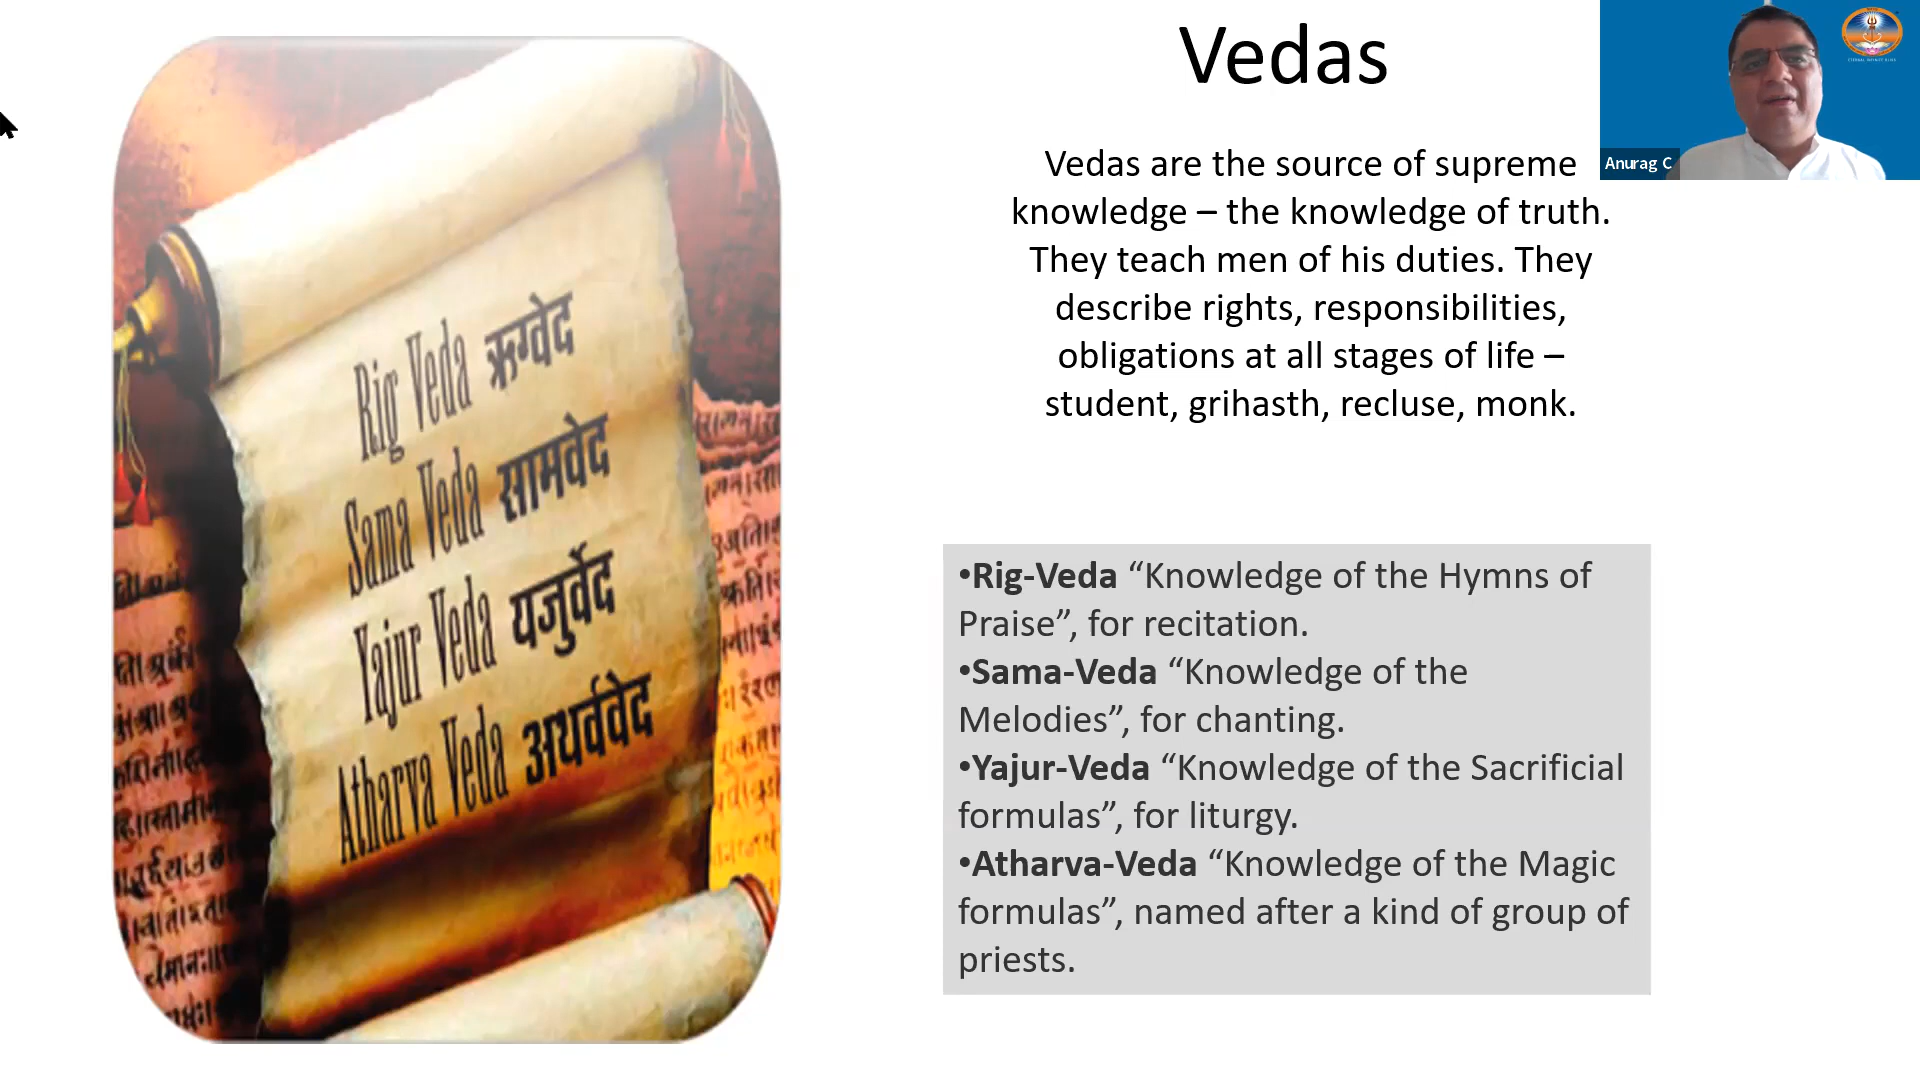 Vedas
Vedas are the source of supreme
knowledge – the knowledge of truth.
They teach men of his duties. They
describe rights, responsibilities,
obligations at all stages of life –
student, grihasth, recluse, monk.
Anurag C
Rig Veda ऋग्वेद
Sama Veda सामवेद
Yajur Veda यजुर्वेद
Atharva Veda अथर्ववेद
•Rig-Veda “Knowledge of the Hymns of
Praise”, for recitation.
•Sama-Veda “Knowledge of the
Melodies”, for chanting.
•Yajur-Veda “Knowledge of the Sacrificial
formulas”, for liturgy.
•Atharva-Veda “Knowledge of the Magic
formulas”, named after a kind of group of
priests.